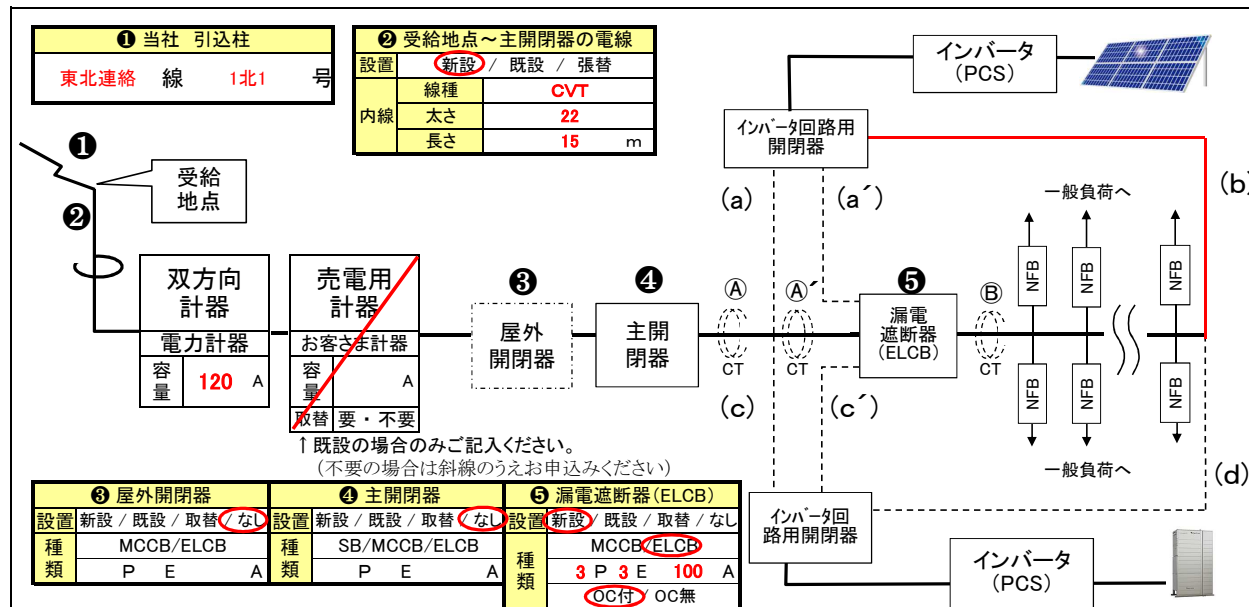 ❶ 当社 引込柱
東北連絡 線 1北1 号
❷ 受給地点～主開閉器の電線
設置 新設 / 既設 / 張替
内線 線種 CVT
太さ 22
長さ 15 m
インバータ
(PCS)
インバータ回路用
開閉器
❶
受給
地点
❷
(a)
(a´)
(b)
一般負荷へ
NFB
NFB
NFB
双方向
計器
電力計器
容量 120 A
売電用
計器
お客さま計器
容量 A
取替 要・不要
❸
屋外
開閉器
❹
主開
閉器
Ⓐ
CT
Ⓐ´
CT
❺
漏電
遮断器
(ELCB)
Ⓑ
CT
(c)
(c´)
NFB
NFB
NFB
一般負荷へ
(d)
↑既設の場合のみご記入ください。
（不要の場合は斜線のうえお申込みください）
❸ 屋外開閉器
設置 新設 / 既設 / 取替 / なし
種類 MCCB/ELCB
P E A
❹ 主開閉器
設置 新設 / 既設 / 取替 / なし
種類 SB/MCCB/ELCB
P E A
❺ 漏電遮断器(ELCB)
設置 新設 / 既設 / 取替 / なし
種類 MCCB/ELCB
3 P 3 E 100 A
OC付 / OC無
インバータ回
路用開閉器
インバータ
(PCS)